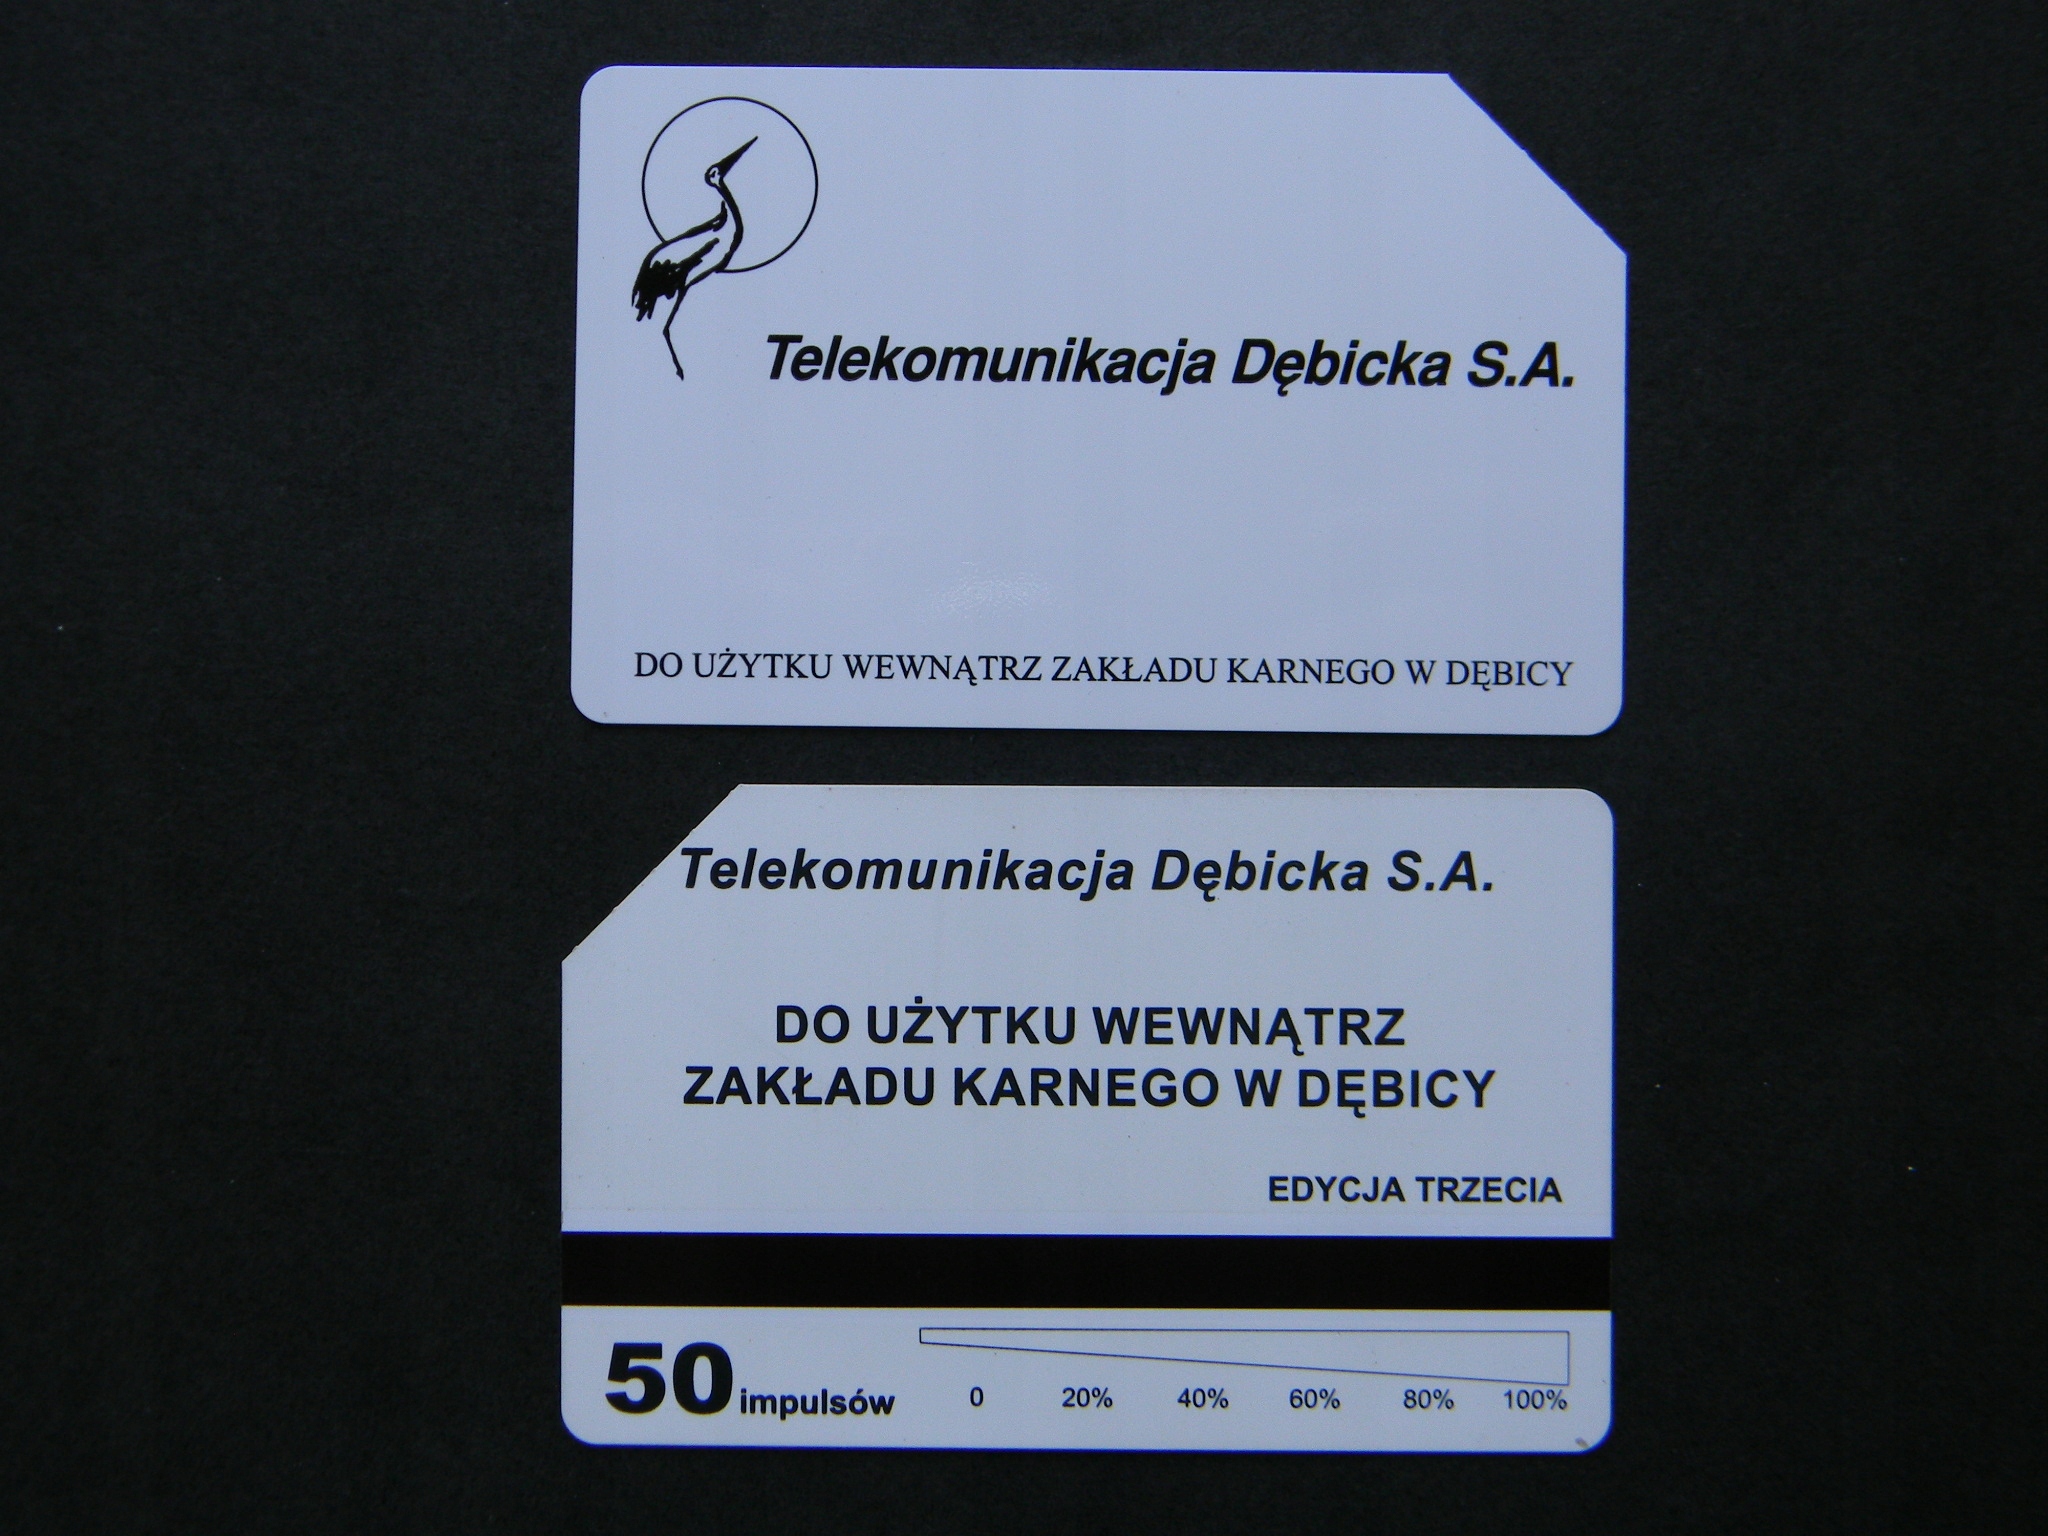 Telekomunikacja Dębicka S.A.
DO UŻYTKU WEWNĄTRZ ZAKŁADU KARNEGO W DĘBICY
Telekomunikacja Dębicka S.A.
DO UŻYTKU WEWNĄTRZ
ZAKŁADU KARNEGO W DĘBICY
EDYCJA TRZECIA
50 impulsów
0 20% 40% 60% 80% 100%